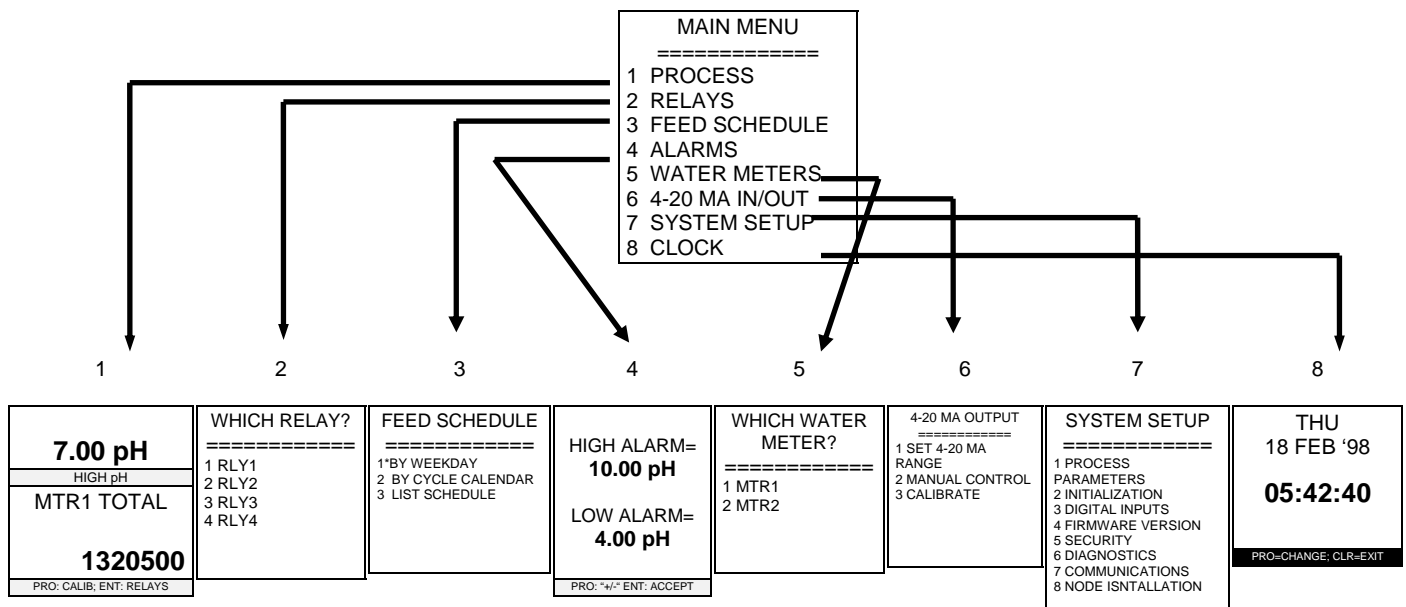 MAIN MENU
=============
1 PROCESS
2 RELAYS
3 FEED SCHEDULE
4 ALARMS
5 WATER METERS
6 4-20 MA IN/OUT
7 SYSTEM SETUP
8 CLOCK
1
2
3
4
5
6
7
8
7.00 pH
HIGH pH
MTR1 TOTAL
1320500
PRO: CALIB; ENT: RELAYS
WHICH RELAY?
============
1 RLY1
2 RLY2
3 RLY3
4 RLY4
FEED SCHEDULE
============
1*BY WEEKDAY
2 BY CYCLE CALENDAR
3 LIST SCHEDULE
HIGH ALARM=
10.00 pH
LOW ALARM=
4.00 pH
PRO: "+/-" ENT: ACCEPT
WHICH WATER
METER?
============
1 MTR1
2 MTR2
4-20 MA OUTPUT
============
1 SET 4-20 MA
RANGE
2 MANUAL CONTROL
3 CALIBRATE
SYSTEM SETUP
============
1 PROCESS
PARAMETERS
2 INITIALIZATION
3 DIGITAL INPUTS
4 FIRMWARE VERSION
5 SECURITY
6 DIAGNOSTICS
7 COMMUNICATIONS
8 NODE ISNTALLATION
THU
18 FEB '98
05:42:40
PRO=CHANGE; CLR=EXIT